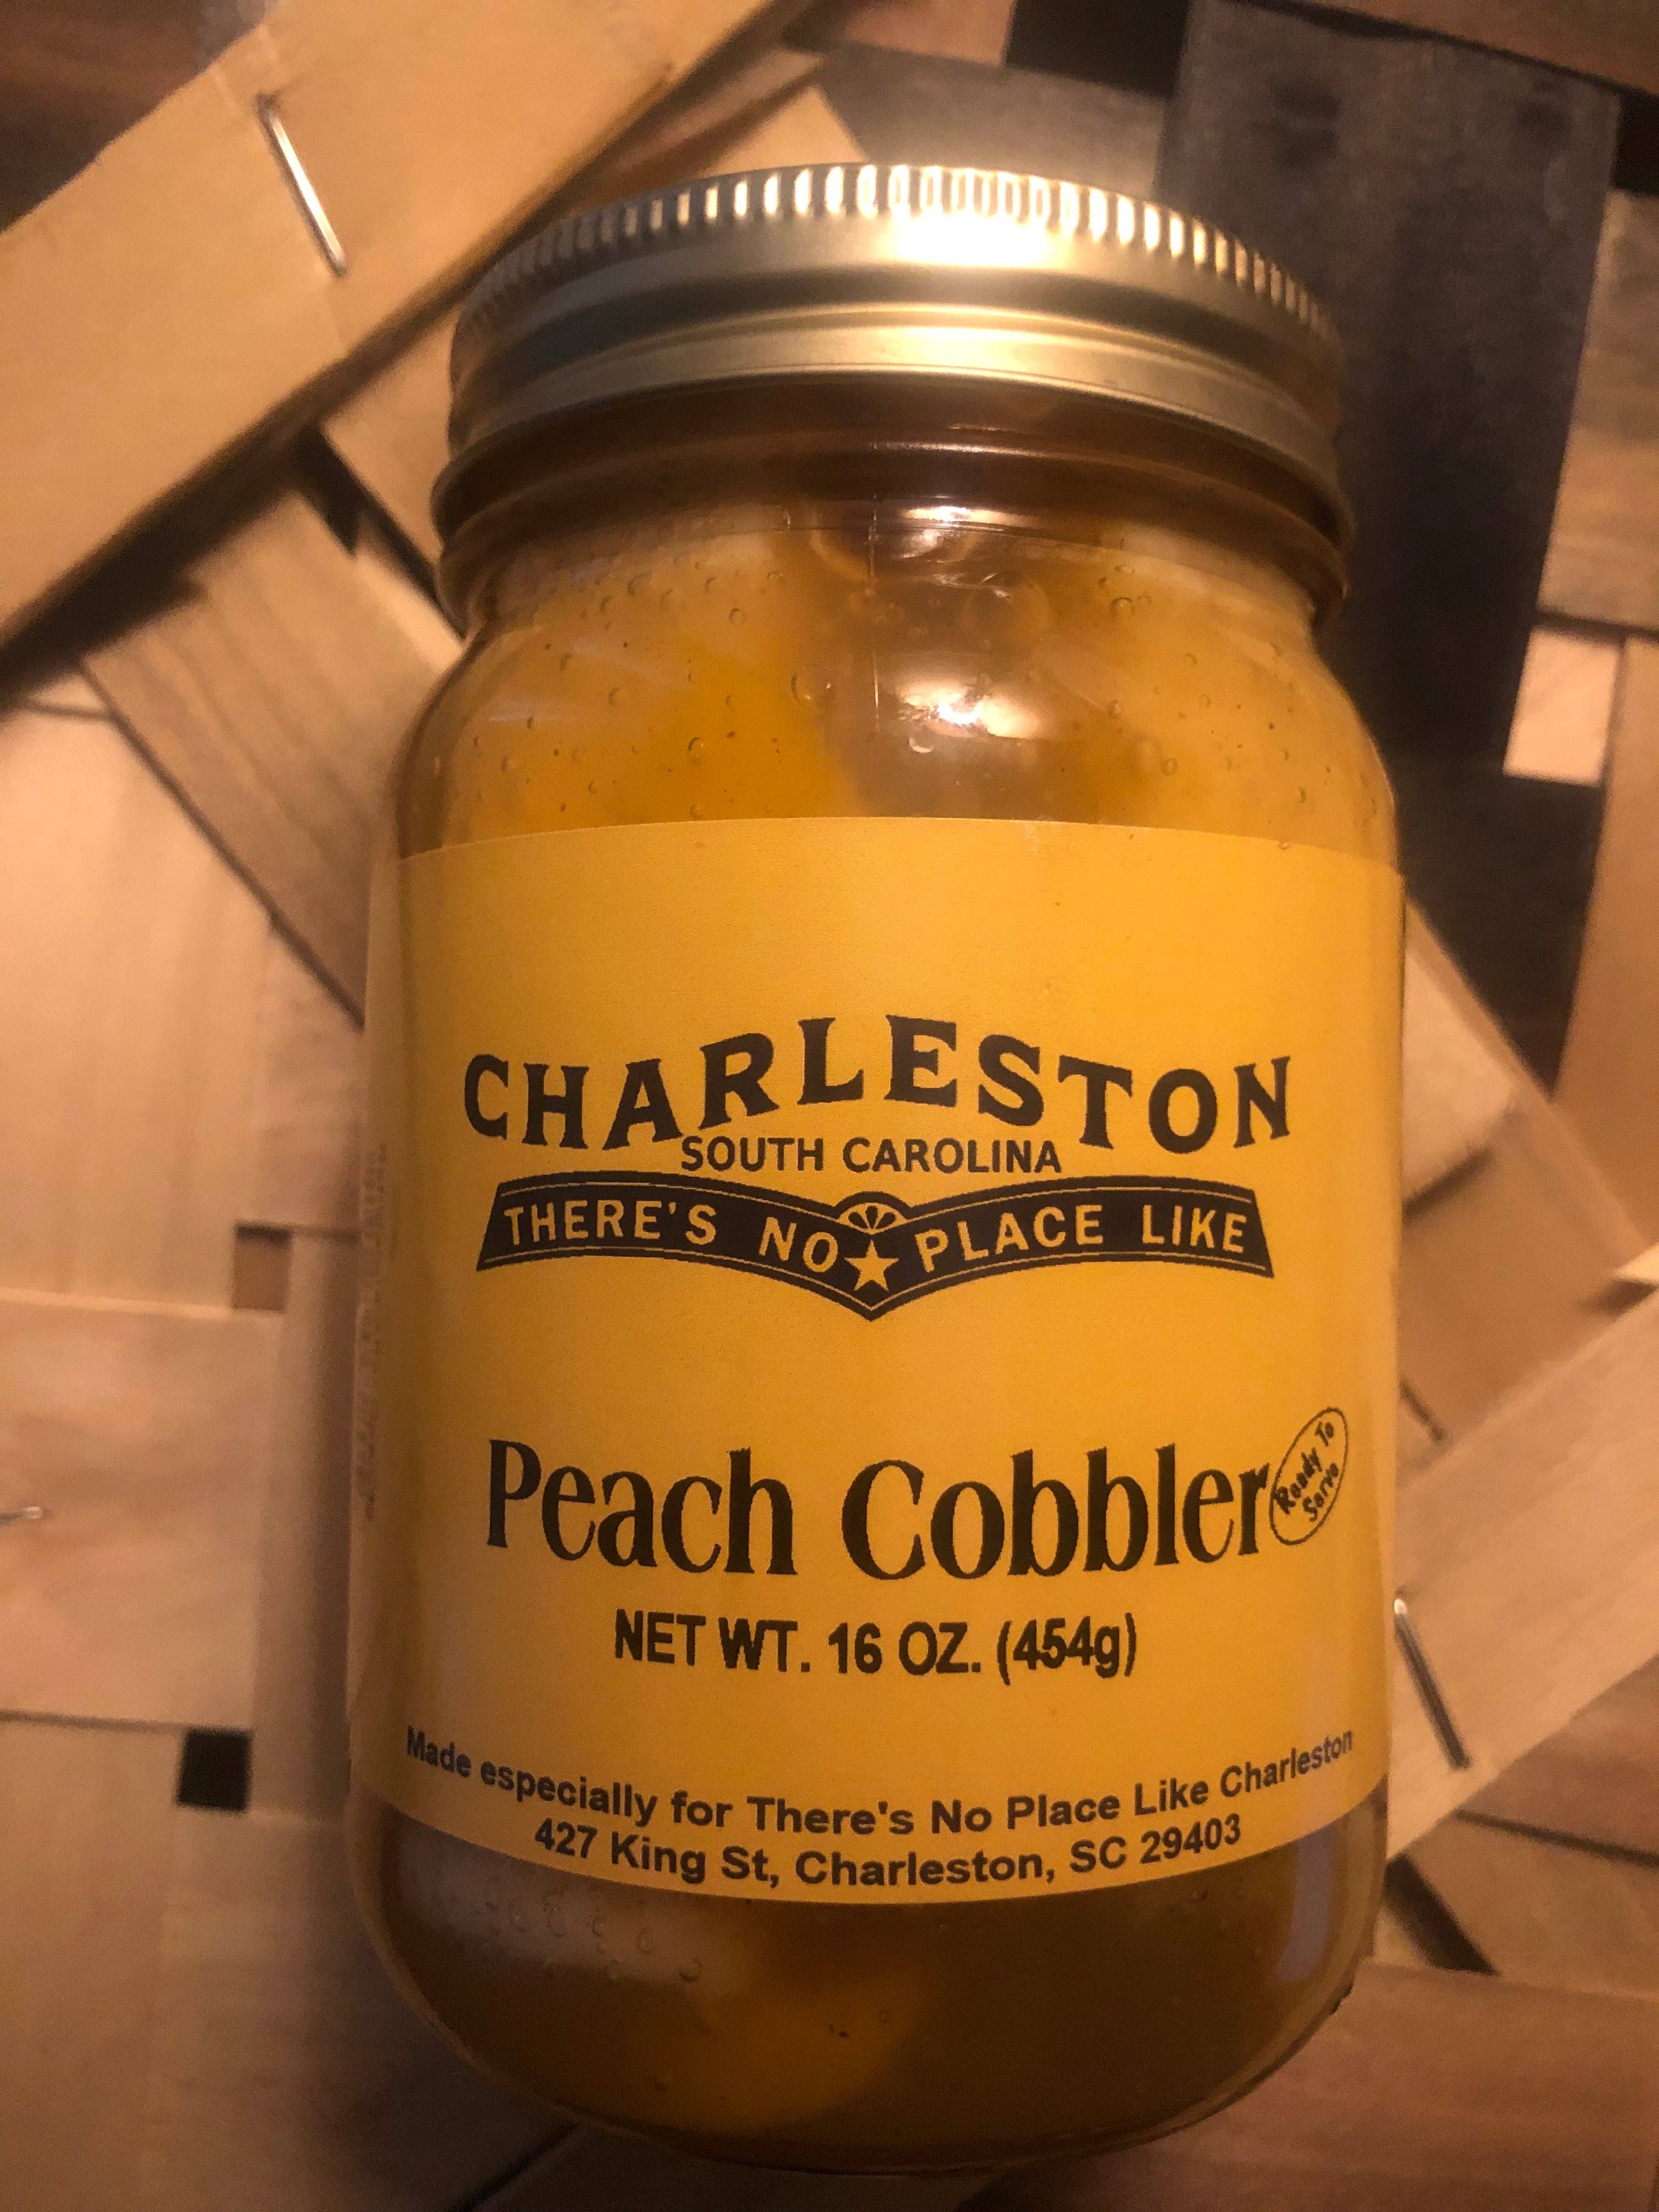 CHARLESTON
SOUTH CAROLINA
THERE'S NO PLACE LIKE
Peach Cobbler
Ready To
Serve
NET WT. 16 OZ. (454g)
Made especially for There's No Place Like Charleston
427 King St, Charleston, SC 29403